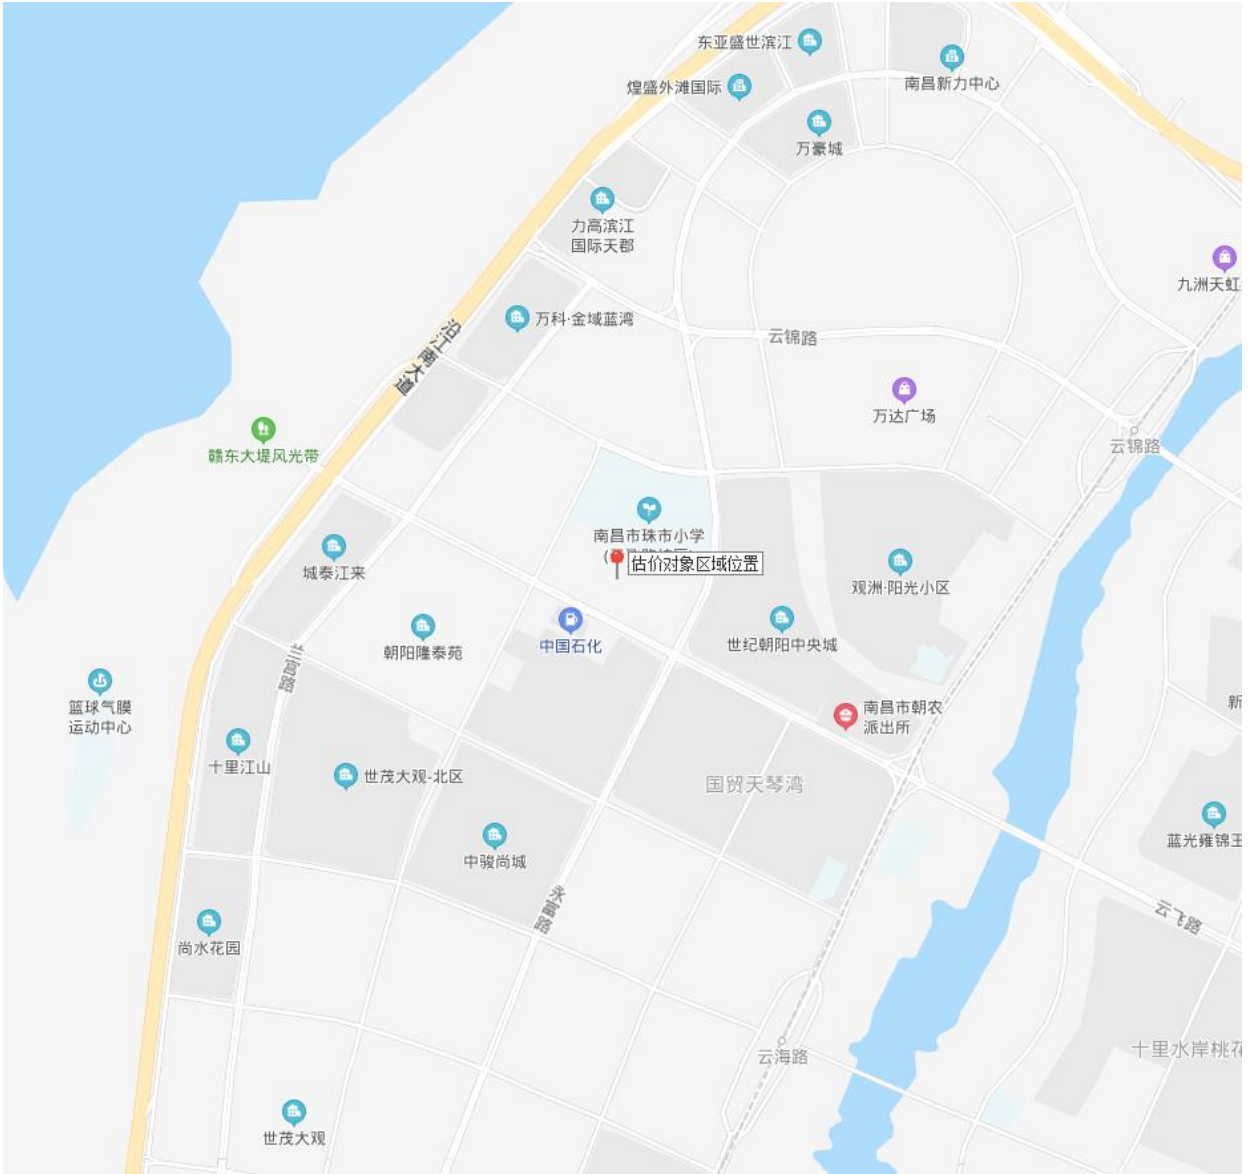 东亚盛世滨江
煌盛外滩国际
南昌新力中心
万豪城
力高滨江
国际天郡
九洲天虹
万科·金域蓝湾
沿江南大道
云锦路
万达广场
云锦路
赣东大堤风光带
南昌市珠市小学
估价对象区域位置
城泰江来
观洲·阳光小区
中国石化
世纪朝阳中央城
朝阳隆泰苑
兰宫路
篮球气膜
运动中心
南昌市朝农
派出所
新
十里江山
世茂大观-北区
国贸天琴湾
蓝光雍锦王
中骏尚城
永富路
云飞路
尚水花园
云海路
十里水岸桃花
世茂大观